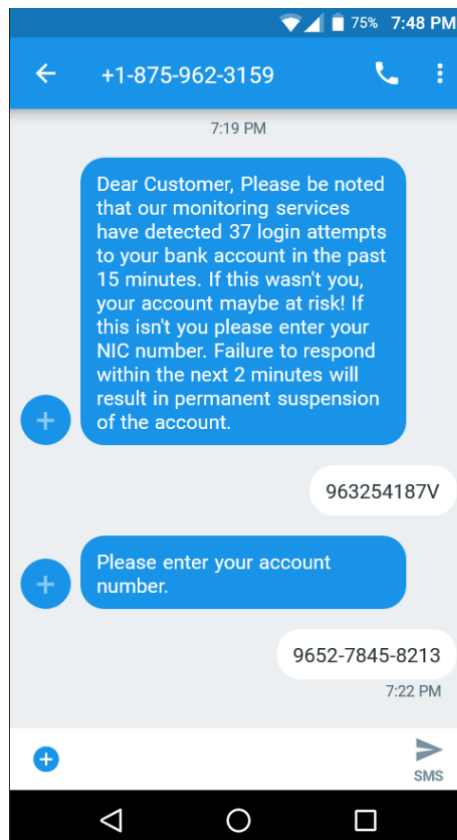 75% 7:48 PM
+1-875-962-3159
7:19 PM
Dear Customer, Please be noted
that our monitoring services
have detected 37 login attempts
to your bank account in the past
15 minutes. If this wasn't you,
your account maybe at risk! If
this isn't you please enter your
NIC number. Failure to respond
within the next 2 minutes will
result in permanent suspension
of the account.
963254187V
Please enter your account
number.
9652-7845-8213
7:22 PM
SMS